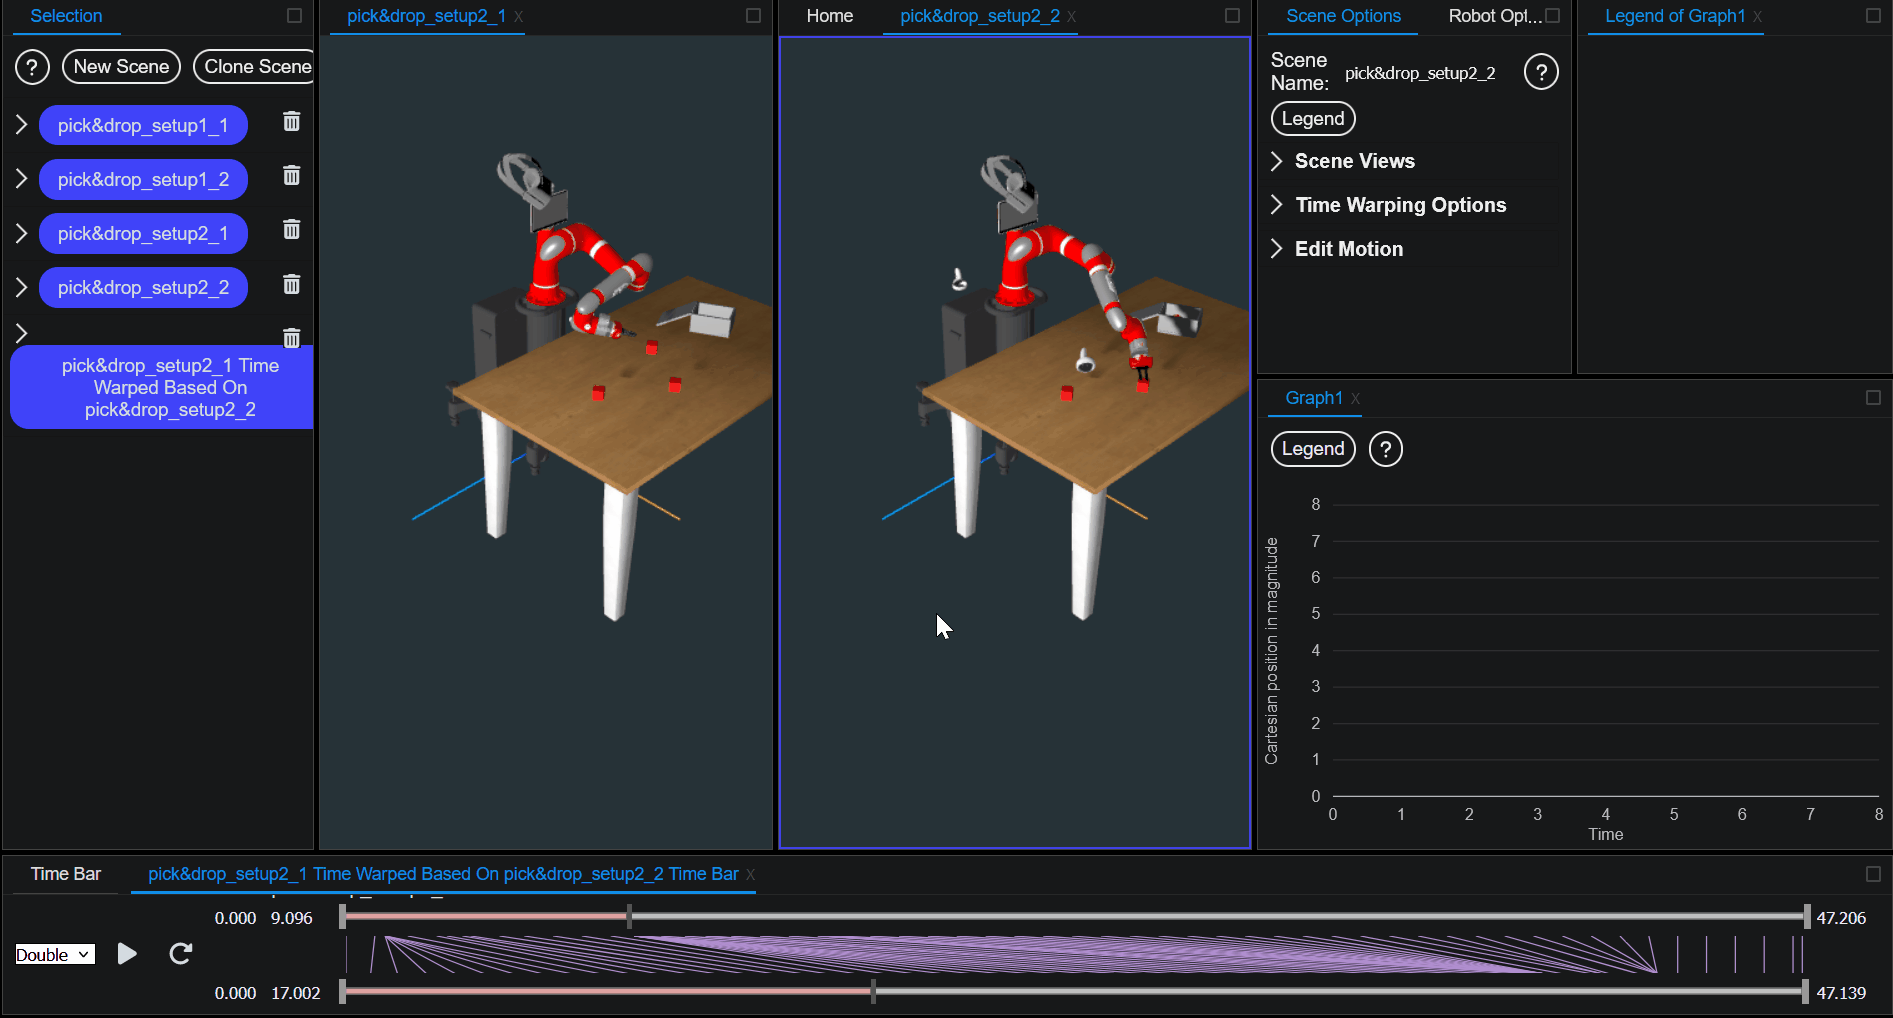 Selection
pick&drop_setup2_1 x
Home
pick&drop_setup2_2 x
Scene Options
Robot Opt...
Legend of Graph1 x
?
New Scene
Clone Scene
pick&drop_setup1_1
pick&drop_setup1_2
pick&drop_setup2_1
pick&drop_setup2_2
pick&drop_setup2_1 Time
Warped Based On
pick&drop_setup2_2
Scene
Name:
pick&drop_setup2_2
?
Legend
Scene Views
Time Warping Options
Edit Motion
Graph1 x
Legend
?
Cartesian position in magnitude
8
7
6
5
4
3
2
1
0
0 1 2 3 4 5 6 7 8
Time
Time Bar
pick&drop_setup2_1 Time Warped Based On pick&drop_setup2_2 Time Bar x
0.000 9.096 47.206
Double
0.000 17.002 47.139